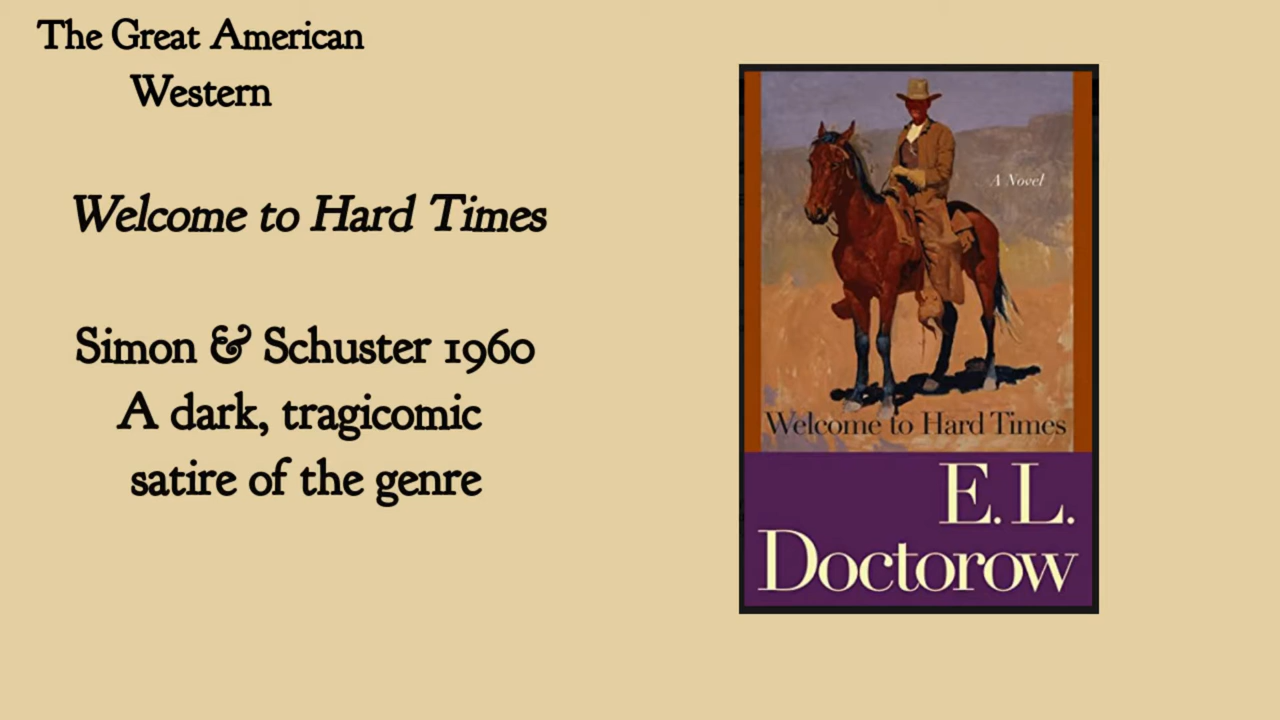 The Great American
Western
Welcome to Hard Times
Simon & Schuster 1960
A dark, tragicomic
satire of the genre
A Novel
Welcome to Hard Times
E. L.
Doctorow